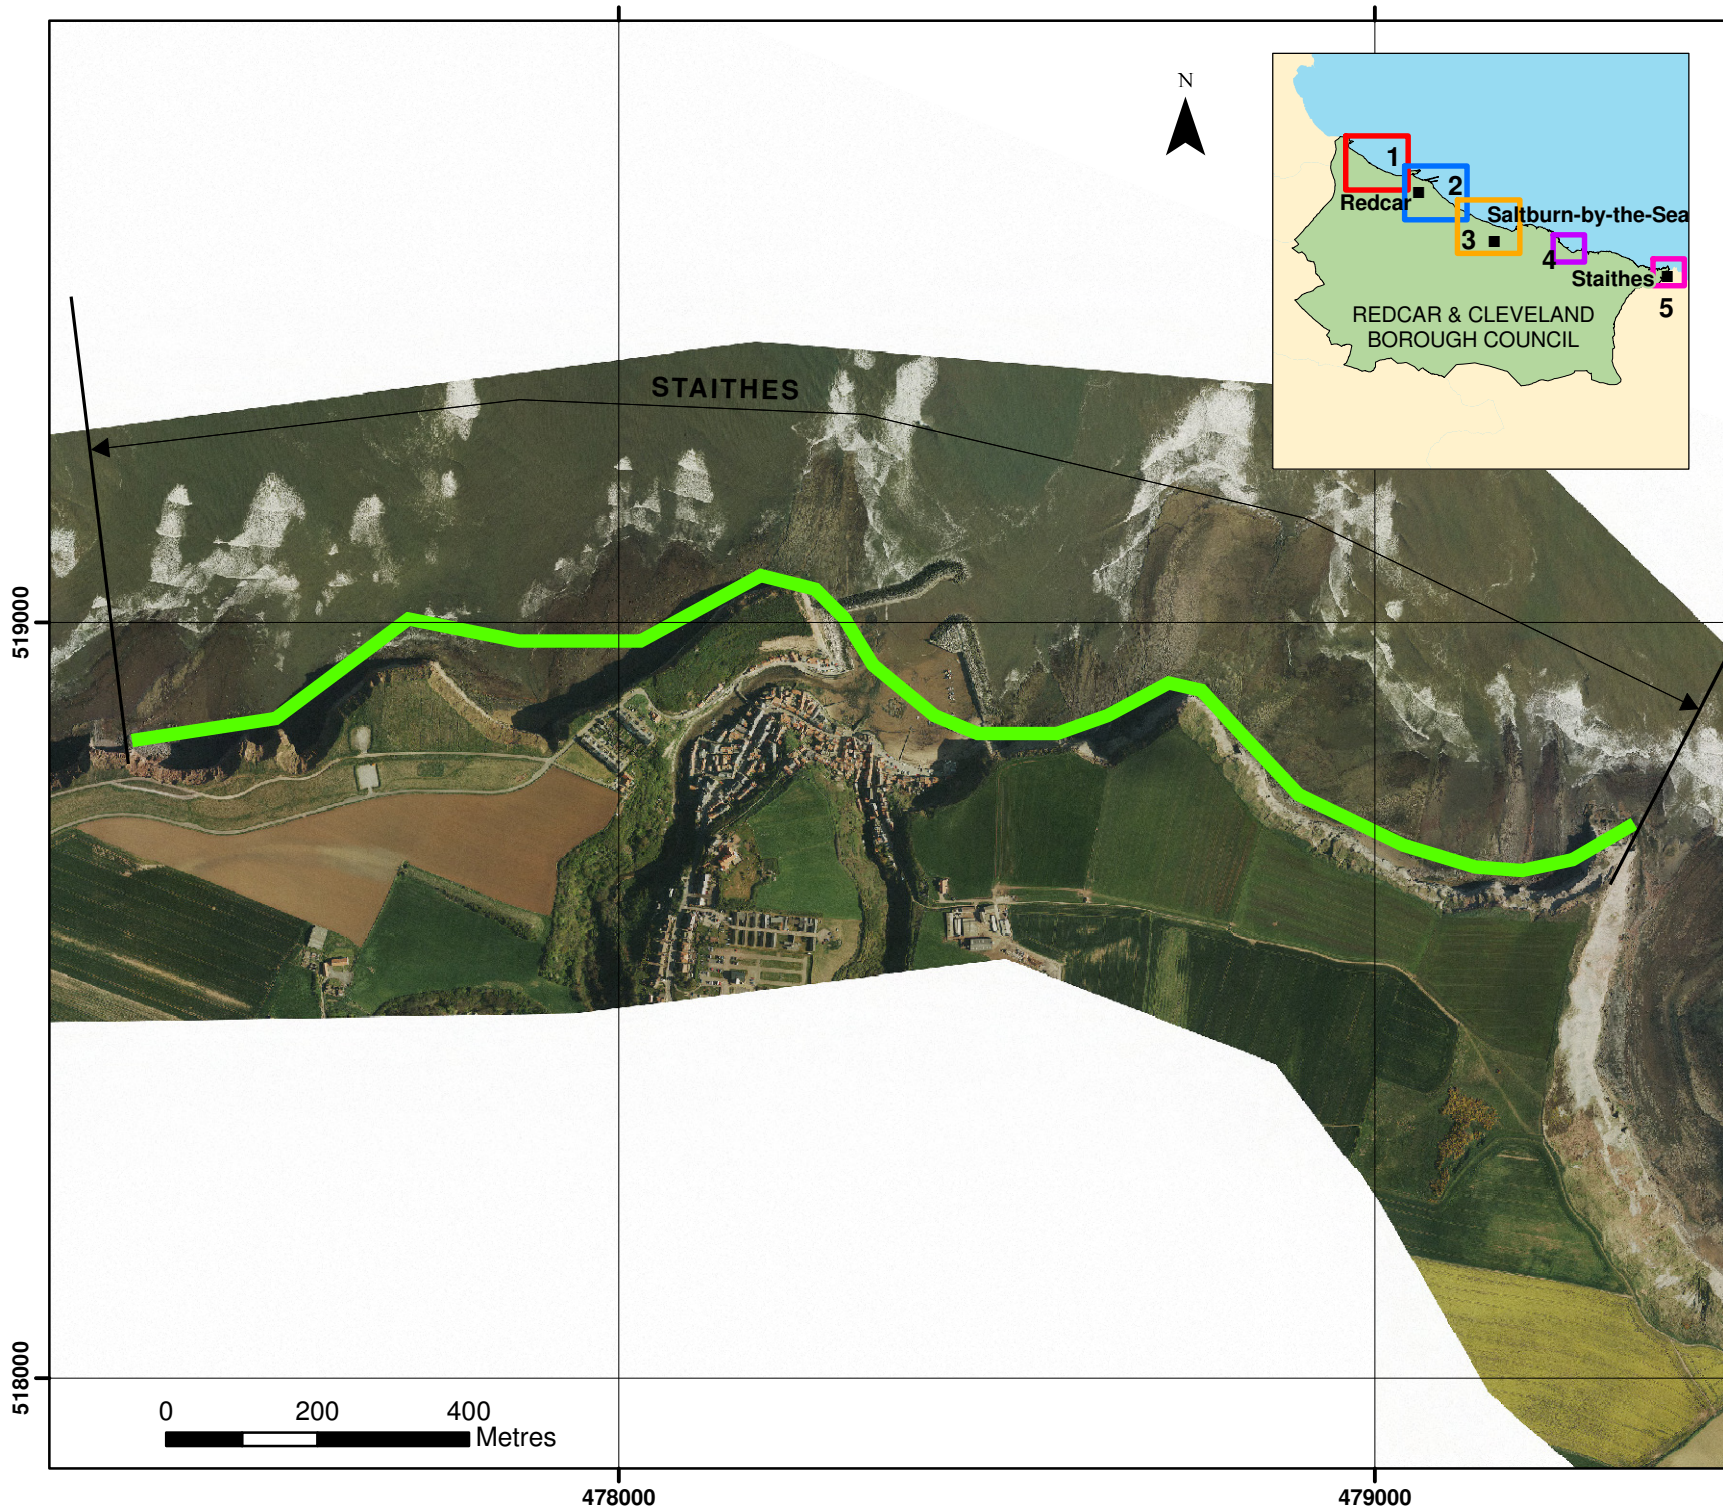 N
1
2
Redcar
Saltburn-by-the-Sea
3
4
Staithes
5
REDCAR & CLEVELAND
BOROUGH COUNCIL
STAITHES
519000
518000
0 200 400
Metres
478000 479000